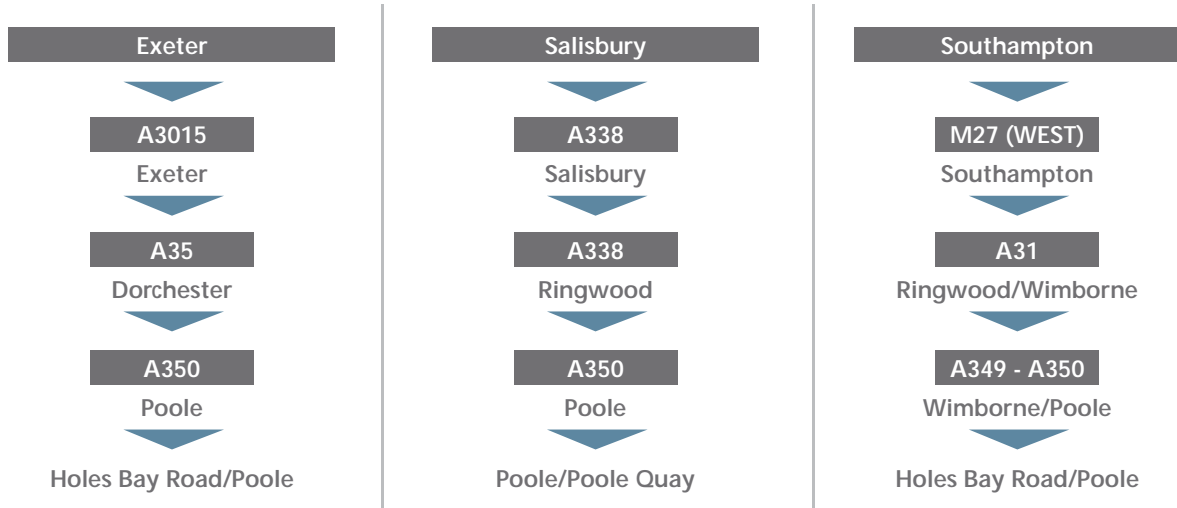 Exeter
A3015
Exeter
A35
Dorchester
A350
Poole
Holes Bay Road/Poole
Salisbury
A338
Salisbury
A338
Ringwood
A350
Poole
Poole/Poole Quay
Southampton
M27 (WEST)
Southampton
A31
Ringwood/Wimborne
A349 - A350
Wimborne/Poole
Holes Bay Road/Poole